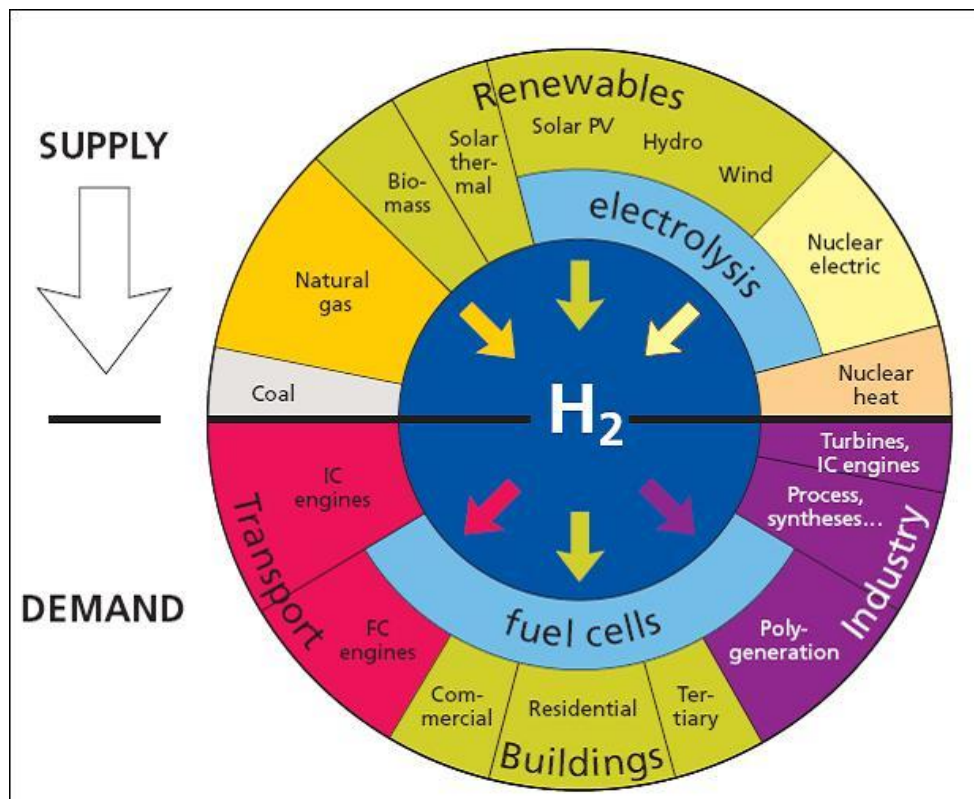 SUPPLY
Renewables
Solar PV
Hydro
Wind
Solar
ther-
mal
Bio-
mass
electrolysis
Nuclear
electric
Natural
gas
Nuclear
heat
Coal
H2
Turbines,
IC engines
IC
engines
Process,
syntheses...
Transport
Industry
DEMAND
fuel cells
FC
engines
Poly-
generation
Com-
mercial
Residential
Ter-
tiary
Buildings